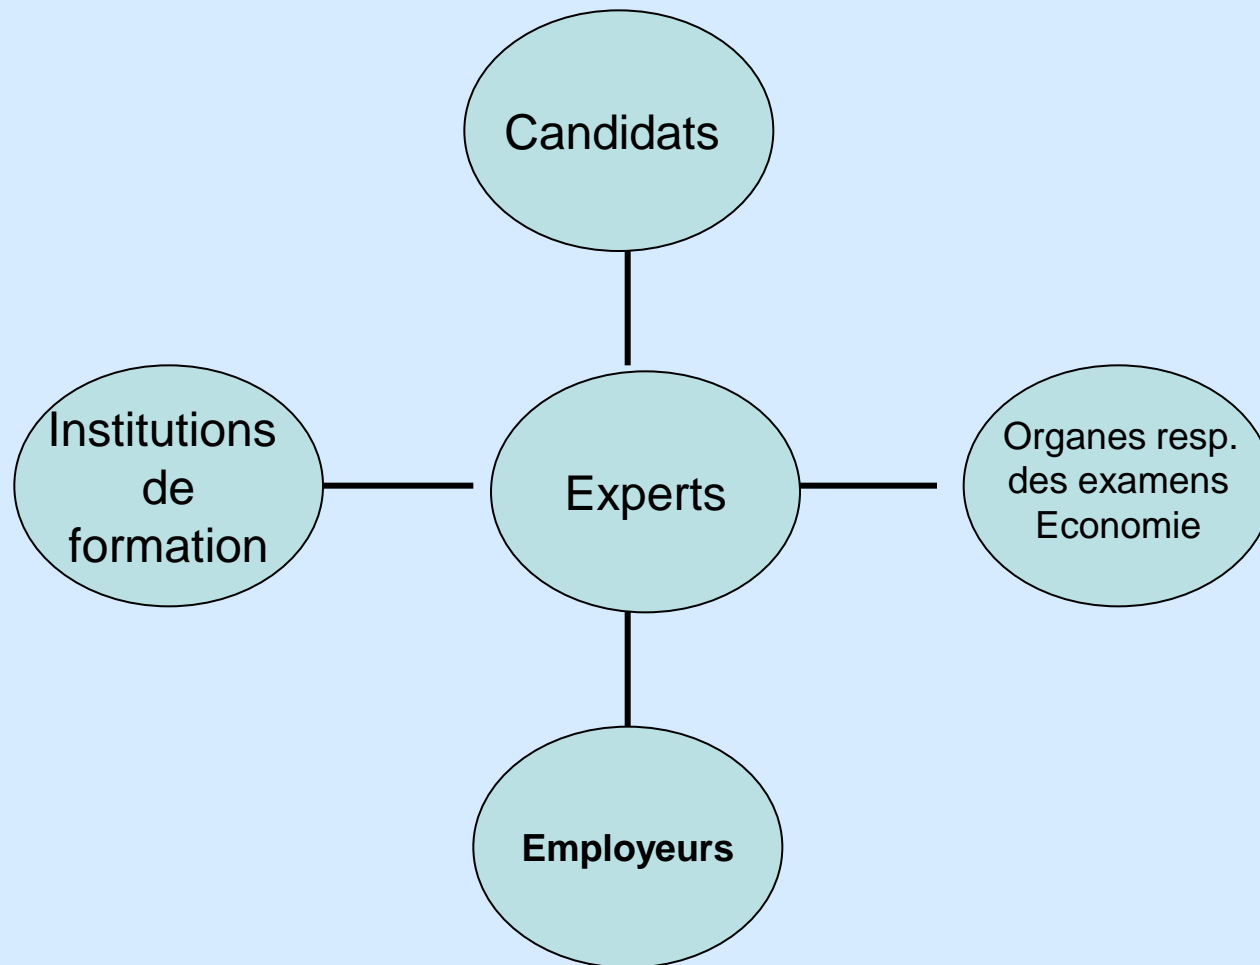 Candidats
Institutions
de
formation
Experts
Organes resp.
des examens
Economie
Employeurs